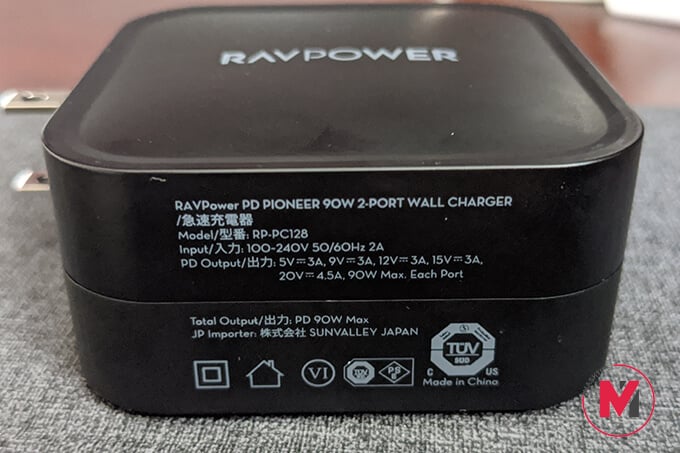 RAVPOWER
RAVPower PD PIONEER 90W 2-PORT WALL CHARGER
/急速充電器
Model/型番: RP-PC128
Input/入力: 100-240V 50/60Hz 2A
PD Output/出力: 5V⎓3A, 9V⎓3A, 12V⎓3A, 15V⎓3A,
20V⎓4.5A, 90W Max. Each Port
Total Output/出力: PD 90W Max
JP Importer: 株式会社 SUNVALLEY JAPAN
VI
PS
E
TÜV
SÜD
C US
Made in China
M